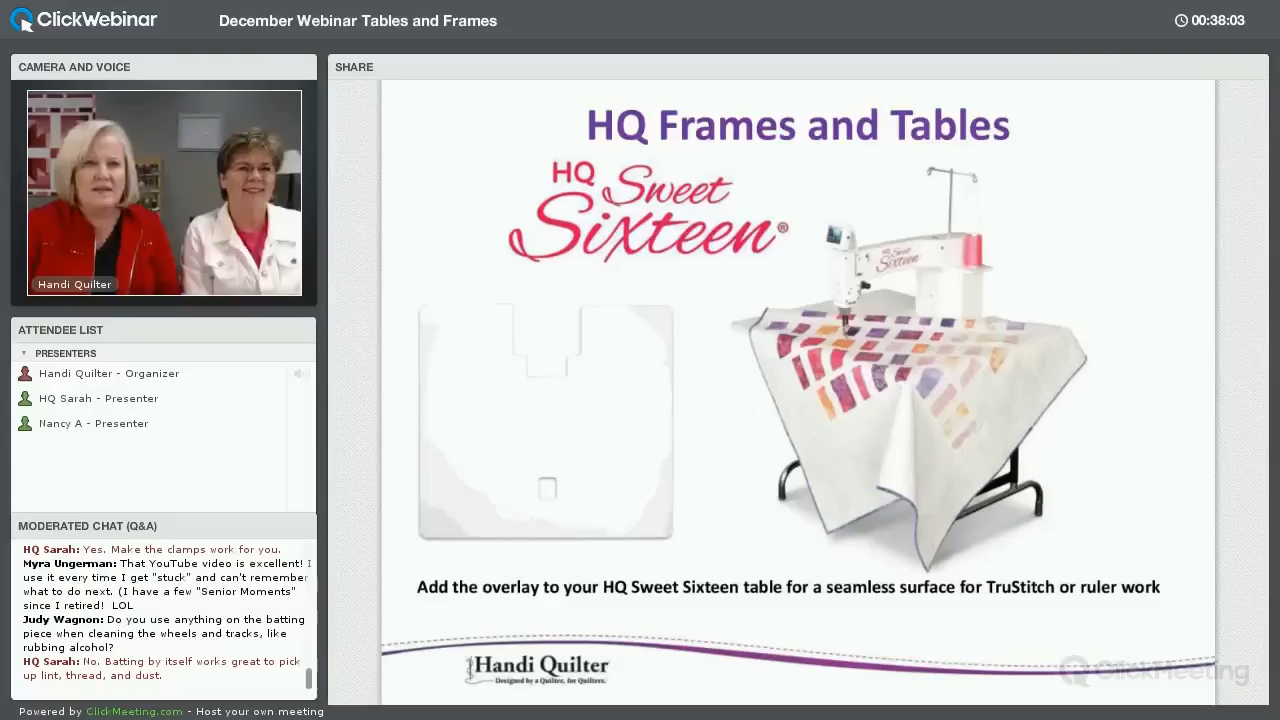 ClickWebinar
December Webinar Tables and Frames
00:38:03
CAMERA AND VOICE
Handi Quilter
ATTENDEE LIST
PRESENTERS
Handi Quilter - Organizer
HQ Sarah - Presenter
Nancy A - Presenter
MODERATED CHAT (Q&A)
HQ Sarah: Yes. Make the clamps work for you.
Myra Ungerman: That YouTube video is excellent! I
use it every time I get "stuck" and can't remember
what to do next. (I have a few "Senior Moments"
since I retired! LOL
Judy Wagnon: Do you use anything on the batting
piece when cleaning the wheels and tracks, like
rubbing alcohol?
HQ Sarah: No. Batting by itself works great to pick
up lint, thread, and dust.
Powered by ClickMeeting.com - Host your own meeting
SHARE
HQ Frames and Tables
HQ Sweet
Sixteen®
HQ Sweet
Sixteen
Add the overlay to your HQ Sweet Sixteen table for a seamless surface for TruStitch or ruler work
Handi Quilter
Designed by a Quilter, for Quilters.
ClickMeeting